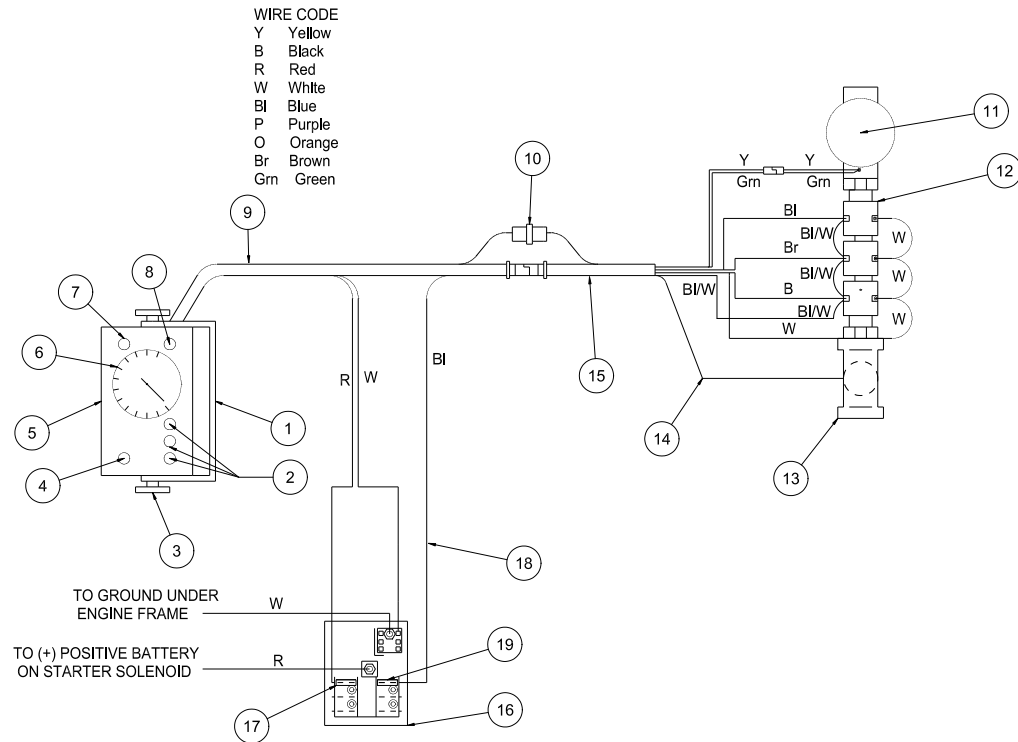 WIRE CODE
Y Yellow
B Black
R Red
W White
Bl Blue
P Purple
O Orange
Br Brown
Grn Green
10
11
12
Y Y
Grn Grn
Bl
Bl/W
W
Br
Bl/W
W
B
Bl/W
Bl/W
W
W
9
7
8
6
5
4
1
2
3
R
W
Bl
15
14
13
18
TO GROUND UNDER
ENGINE FRAME
W
TO (+) POSITIVE BATTERY
ON STARTER SOLENOID
R
19
17
16